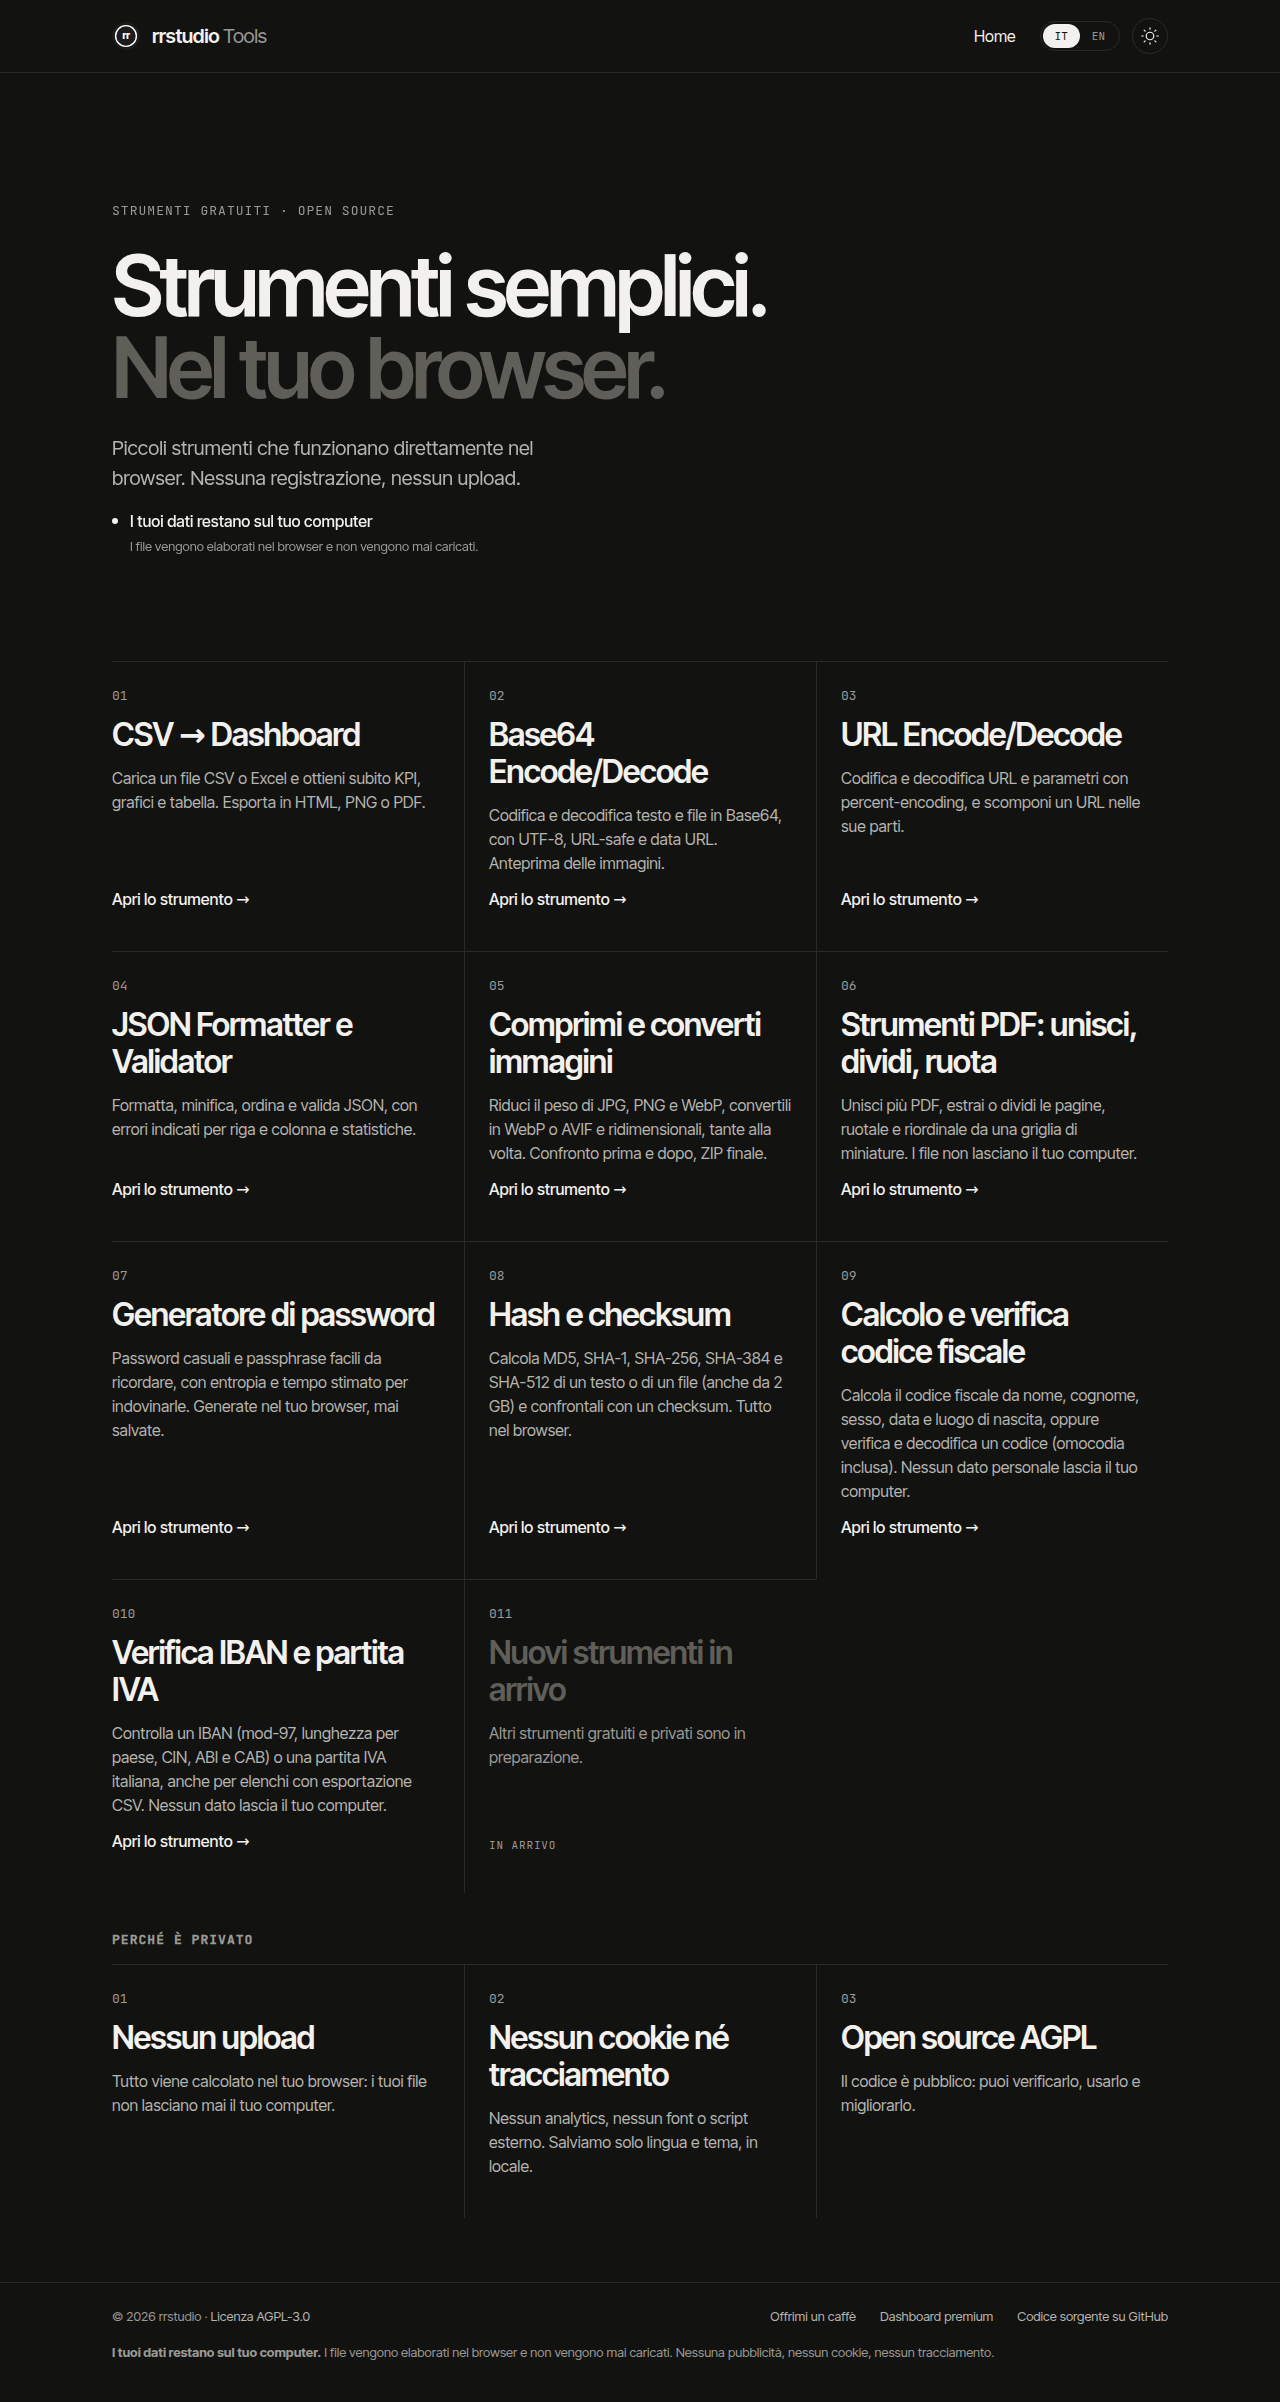 rr rrstudio Tools
Home
IT EN
STRUMENTI GRATUITI · OPEN SOURCE
Strumenti semplici.
Nel tuo browser.
Piccoli strumenti che funzionano direttamente nel
browser. Nessuna registrazione, nessun upload.
• I tuoi dati restano sul tuo computer
I file vengono elaborati nel browser e non vengono mai caricati.
01
CSV → Dashboard
Carica un file CSV o Excel e ottieni subito KPI,
grafici e tabella. Esporta in HTML, PNG o PDF.
Apri lo strumento →
02
Base64
Encode/Decode
Codifica e decodifica testo e file in Base64,
con UTF-8, URL-safe e data URL.
Anteprima delle immagini.
Apri lo strumento →
03
URL Encode/Decode
Codifica e decodifica URL e parametri con
percent-encoding, e scomponi un URL nelle
sue parti.
Apri lo strumento →
04
JSON Formatter e
Validator
Formatta, minifica, ordina e valida JSON, con
errori indicati per riga e colonna e statistiche.
Apri lo strumento →
05
Comprimi e converti
immagini
Riduci il peso di JPG, PNG e WebP, convertili
in WebP o AVIF e ridimensionali, tante alla
volta. Confronto prima e dopo, ZIP finale.
Apri lo strumento →
06
Strumenti PDF: unisci,
dividi, ruota
Unisci più PDF, estrai o dividi le pagine,
ruotale e riordinale da una griglia di
miniature. I file non lasciano il tuo computer.
Apri lo strumento →
07
Generatore di password
Password casuali e passphrase facili da
ricordare, con entropia e tempo stimato per
indovinarle. Generate nel tuo browser, mai
salvate.
Apri lo strumento →
08
Hash e checksum
Calcola MD5, SHA-1, SHA-256, SHA-384 e
SHA-512 di un testo o di un file (anche da 2
GB) e confrontali con un checksum. Tutto
nel browser.
Apri lo strumento →
09
Calcolo e verifica
codice fiscale
Calcola il codice fiscale da nome, cognome,
sesso, data e luogo di nascita, oppure
verifica e decodifica un codice (omocodia
inclusa). Nessun dato personale lascia il tuo
computer.
Apri lo strumento →
010
Verifica IBAN e partita
IVA
Controlla un IBAN (mod-97, lunghezza per
paese, CIN, ABI e CAB) o una partita IVA
italiana, anche per elenchi con esportazione
CSV. Nessun dato lascia il tuo computer.
Apri lo strumento →
011
Nuovi strumenti in
arrivo
Altri strumenti gratuiti e privati sono in
preparazione.
IN ARRIVO
PERCHÉ È PRIVATO
01
Nessun upload
Tutto viene calcolato nel tuo browser: i tuoi file
non lasciano mai il tuo computer.
02
Nessun cookie né
tracciamento
Nessun analytics, nessun font o script
esterno. Salviamo solo lingua e tema, in
locale.
03
Open source AGPL
Il codice è pubblico: puoi verificarlo, usarlo e
migliorarlo.
© 2026 rrstudio · Licenza AGPL-3.0
Offrimi un caffè Dashboard premium Codice sorgente su GitHub
I tuoi dati restano sul tuo computer. I file vengono elaborati nel browser e non vengono mai caricati. Nessuna pubblicità, nessun cookie, nessun tracciamento.